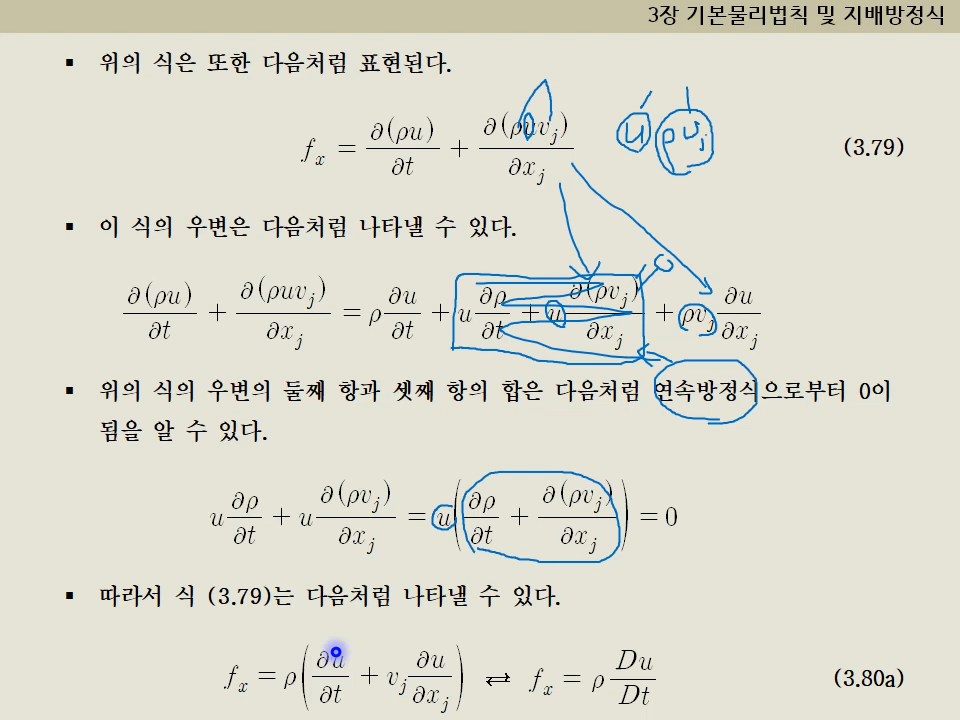 3장 기본물리법칙 및 지배방정식
▪ 위의 식은 또한 다음처럼 표현된다.
f_x = ∂(ρu)/∂t + ∂(ρuv_j)/∂x_j (3.79)
u ρv_j
▪ 이 식의 우변은 다음처럼 나타낼 수 있다.
∂(ρu)/∂t + ∂(ρuv_j)/∂x_j = ρ ∂u/∂t + u ∂ρ/∂t + u ∂(ρv_j)/∂x_j + ρv_j ∂u/∂x_j
▪ 위의 식의 우변의 둘째 항과 셋째 항의 합은 다음처럼 연속방정식으로부터 0이
됨을 알 수 있다.
u ∂ρ/∂t + u ∂(ρv_j)/∂x_j = u(∂ρ/∂t + ∂(ρv_j)/∂x_j) = 0
▪ 따라서 식 (3.79)는 다음처럼 나타낼 수 있다.
f_x = ρ(∂u/∂t + v_j ∂u/∂x_j) ⇄ f_x = ρ Du/Dt (3.80a)